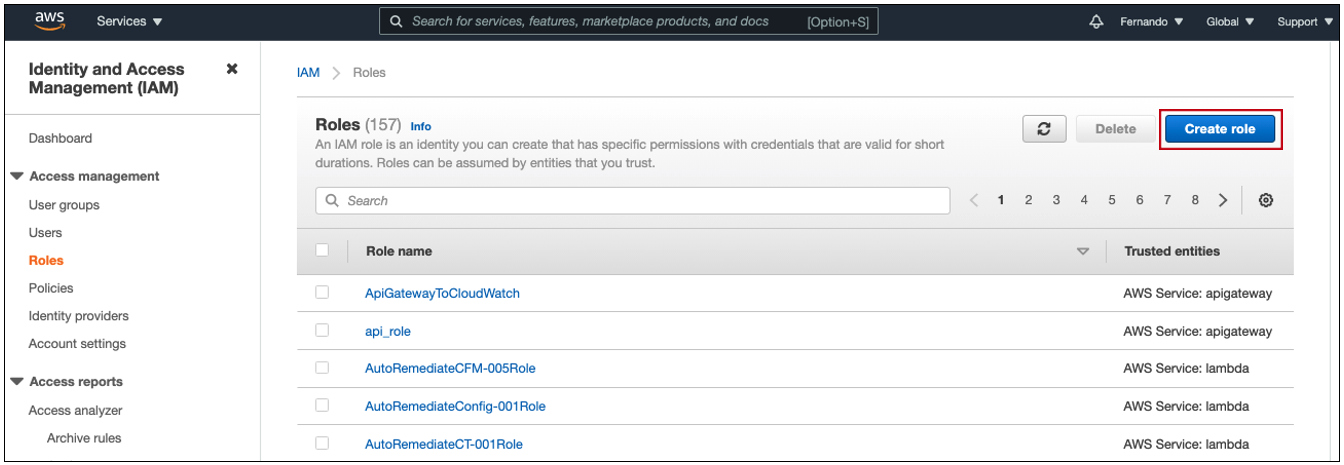 aws Services Search for services, features, marketplace products, and docs [Option+S] Fernando Global Support
Identity and Access
Management (IAM)
Dashboard
Access management
User groups
Users
Roles
Policies
Identity providers
Account settings
Access reports
Access analyzer
Archive rules
IAM Roles
Roles (157) Info
An IAM role is an identity you can create that has specific permissions with credentials that are valid for short
durations. Roles can be assumed by entities that you trust.
Delete Create role
Search 1 2 3 4 5 6 7 8
Role name Trusted entities
ApiGatewayToCloudWatch AWS Service: apigateway
api_role AWS Service: apigateway
AutoRemediateCFM-005Role AWS Service: lambda
AutoRemediateConfig-001Role AWS Service: lambda
AutoRemediateCT-001Role AWS Service: lambda